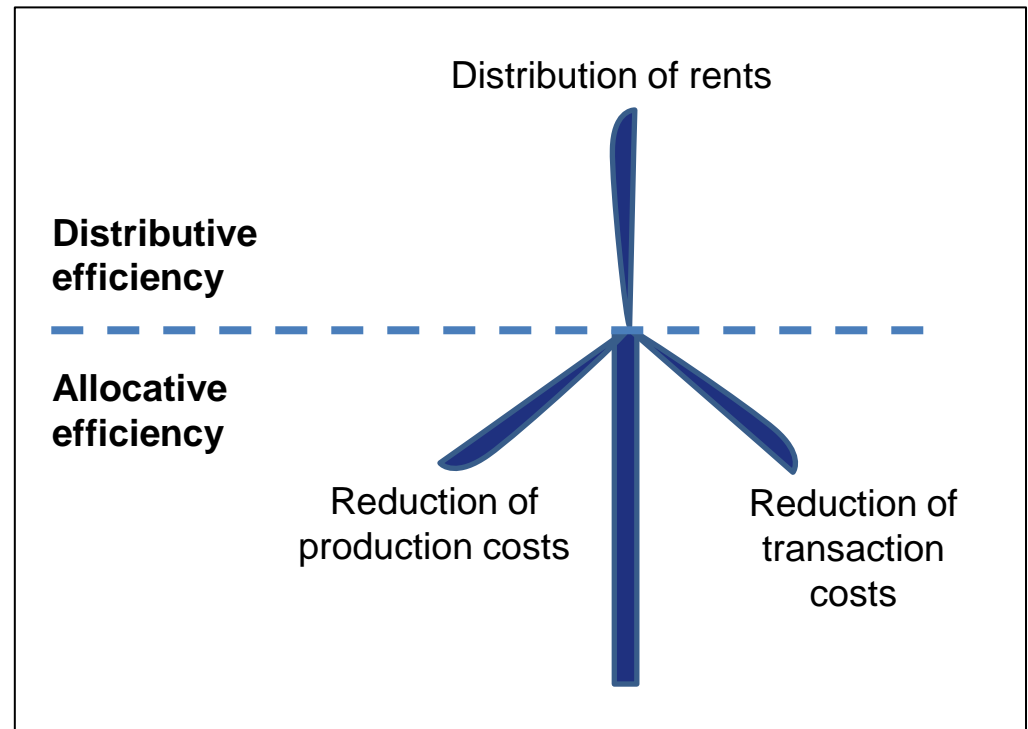 Distribution of rents
Distributive
efficiency
Allocative
efficiency
Reduction of
production costs
Reduction of
transaction
costs